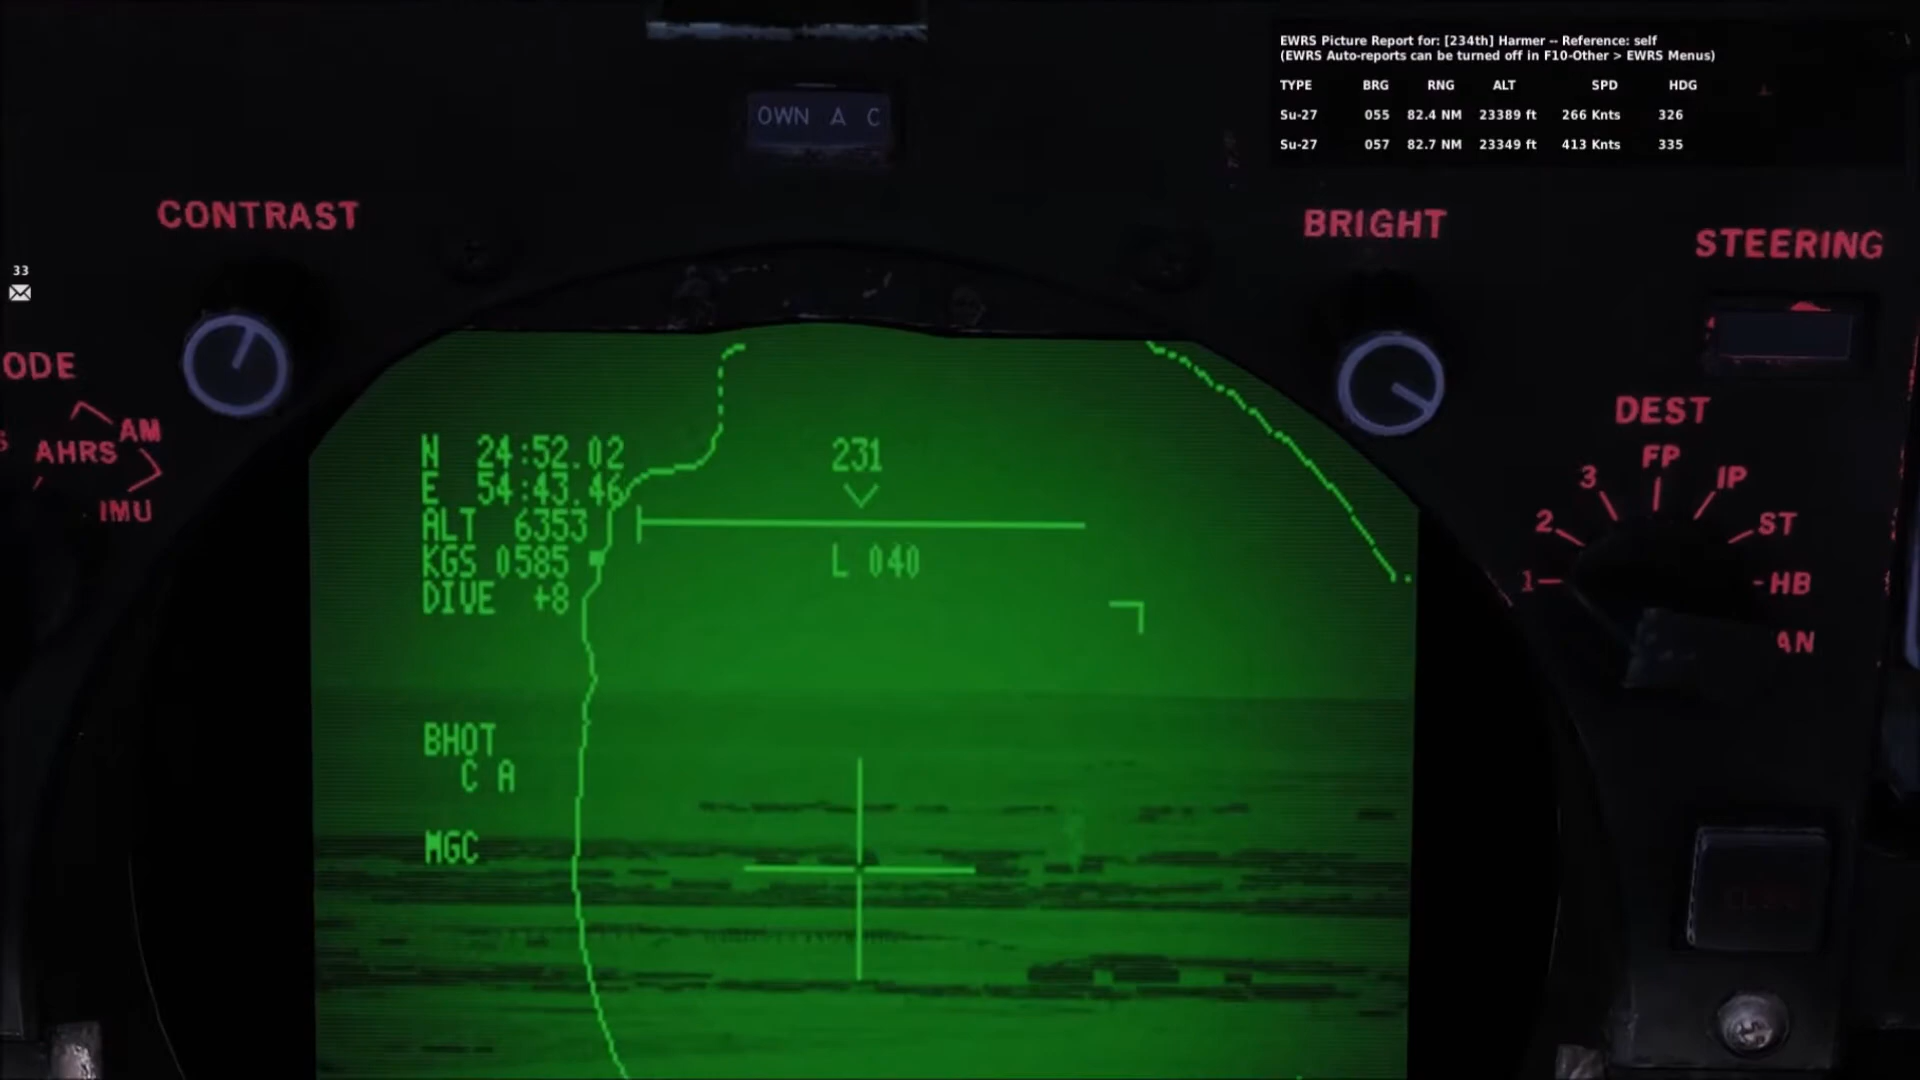 EWRS Picture Report for: [234th] Harmer -- Reference: self
(EWRS Auto-reports can be turned off in F10-Other > EWRS Menus)
TYPE BRG RNG ALT SPD HDG
Su-27 055 82.4 NM 23389 ft 266 Knts 326
Su-27 057 82.7 NM 23349 ft 413 Knts 335
OWN A C
CONTRAST
BRIGHT
STEERING
33
ODE
AM
AHRS
IMU
DEST
FP
3
IP
2
ST
1
HB
AN
N 24:52.02
E 54:43.46
ALT 6353
KGS 0585
DIVE +8
231
L 040
BHOT
C A
MGC